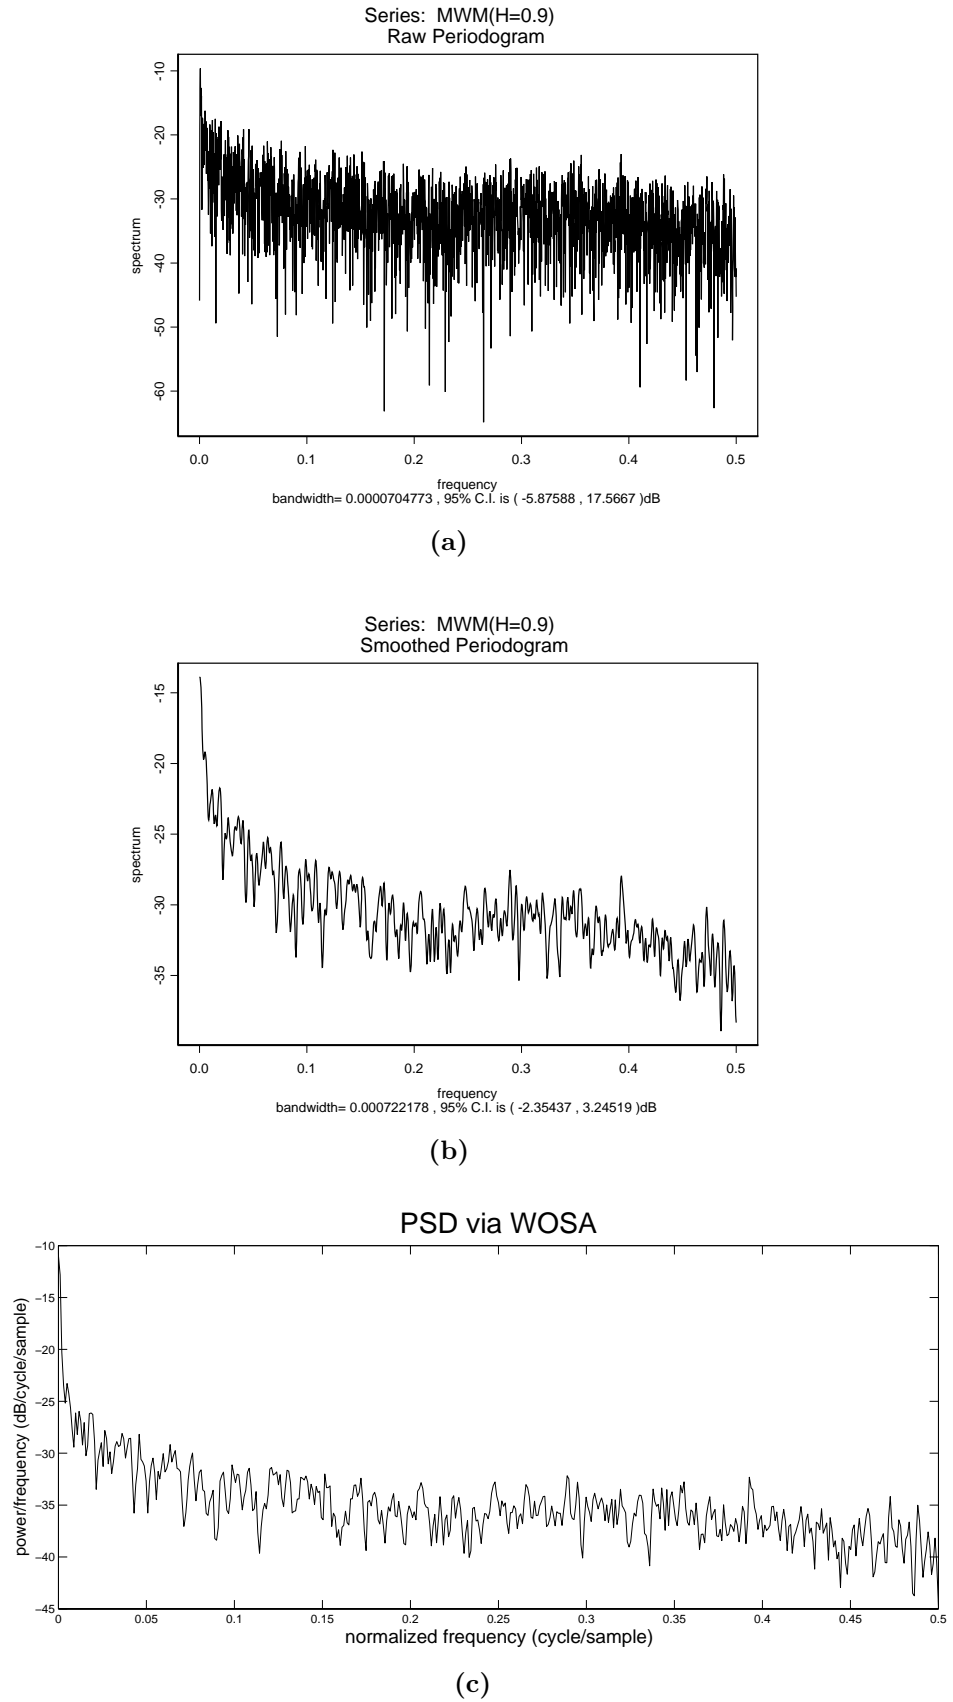 Series:  MWM(H=0.9)
Raw Periodogram
-10
-20
-30
-40
-50
-60
spectrum
0.0 0.1 0.2 0.3 0.4 0.5
frequency
bandwidth= 0.0000704773 , 95% C.I. is ( -5.87588 , 17.5667 )dB
(a)
Series:  MWM(H=0.9)
Smoothed Periodogram
-15
-20
-25
-30
-35
spectrum
0.0 0.1 0.2 0.3 0.4 0.5
frequency
bandwidth= 0.000722178 , 95% C.I. is ( -2.35437 , 3.24519 )dB
(b)
PSD via WOSA
−10
−15
−20
−25
−30
−35
−40
−45
power/frequency (dB/cycle/sample)
0 0.05 0.1 0.15 0.2 0.25 0.3 0.35 0.4 0.45 0.5
normalized frequency (cycle/sample)
(c)